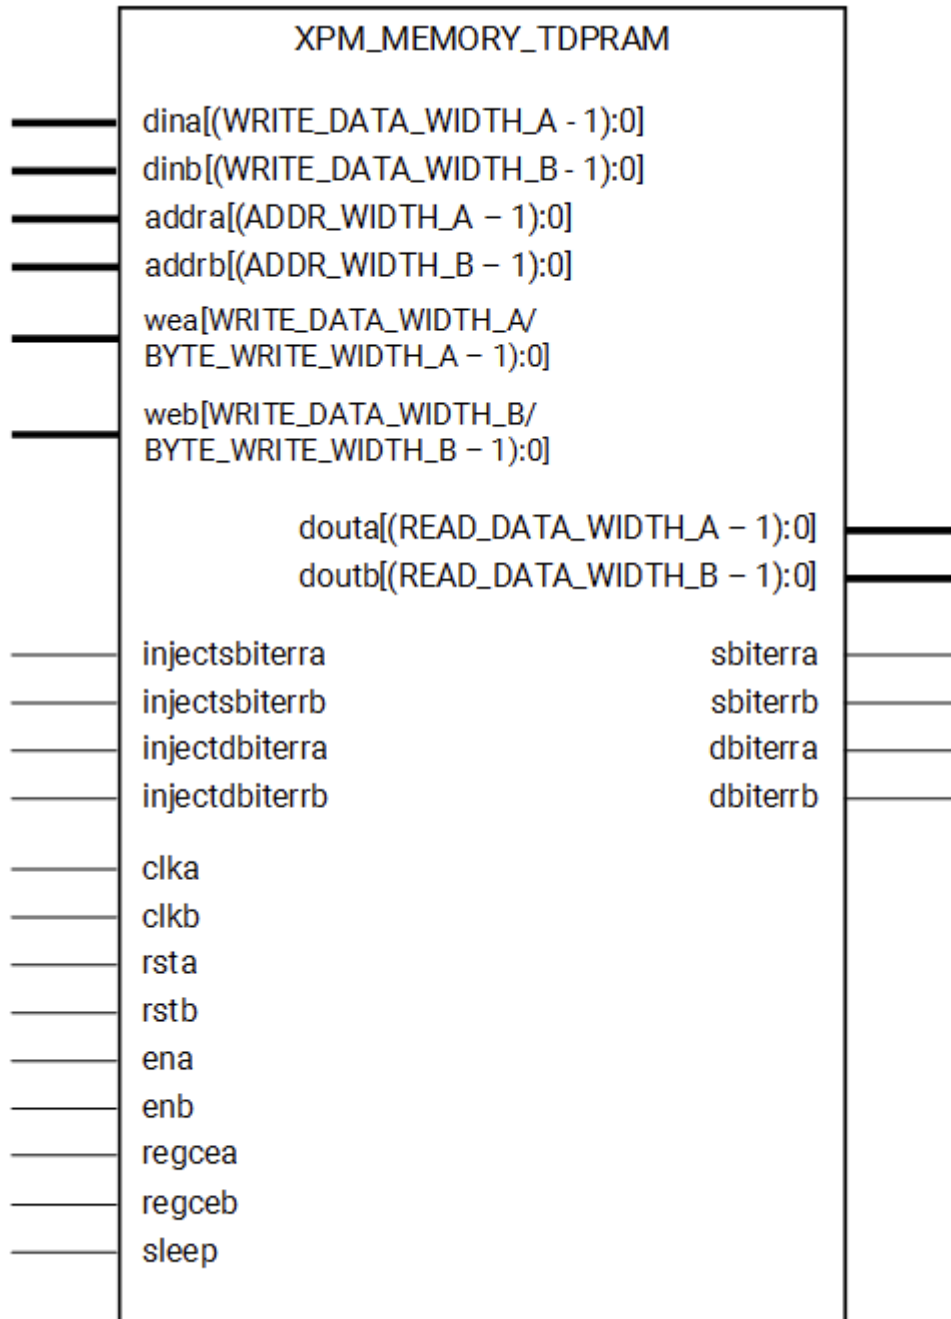 XPM_MEMORY_TDPRAM
dina[(WRITE_DATA_WIDTH_A - 1):0]
dinb[(WRITE_DATA_WIDTH_B - 1):0]
addra[(ADDR_WIDTH_A – 1):0]
addrb[(ADDR_WIDTH_B – 1):0]
wea[WRITE_DATA_WIDTH_A/
BYTE_WRITE_WIDTH_A – 1):0]
web[WRITE_DATA_WIDTH_B/
BYTE_WRITE_WIDTH_B – 1):0]
douta[(READ_DATA_WIDTH_A – 1):0]
doutb[(READ_DATA_WIDTH_B – 1):0]
injectsbiterra sbiterra
injectsbiterrb sbiterrb
injectdbiterra dbiterra
injectdbiterrb dbiterrb
clka
clkb
rsta
rstb
ena
enb
regcea
regceb
sleep